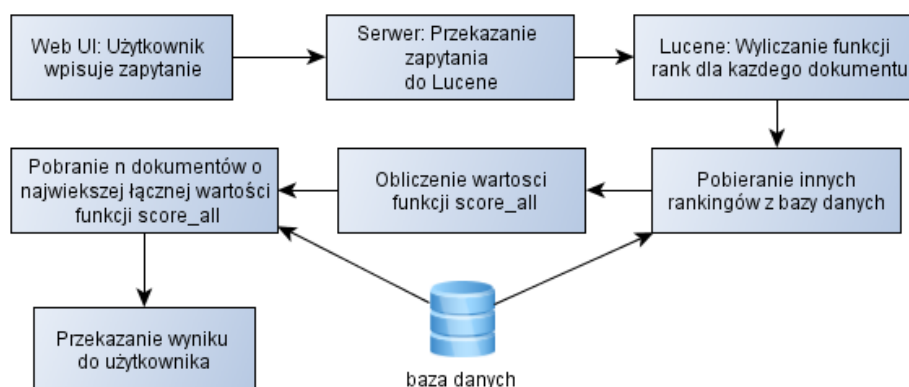 Web UI: Użytkownik
wpisuje zapytanie
Serwer: Przekazanie
zapytania
do Lucene
Lucene: Wyliczanie funkcji
rank dla kazdego dokumentu
Pobieranie innych
rankingów z bazy danych
Obliczenie wartosci
funkcji score_all
Pobranie n dokumentów o
najwiekszej łącznej wartości
funkcji score_all
Przekazanie wyniku
do użytkownika
baza danych